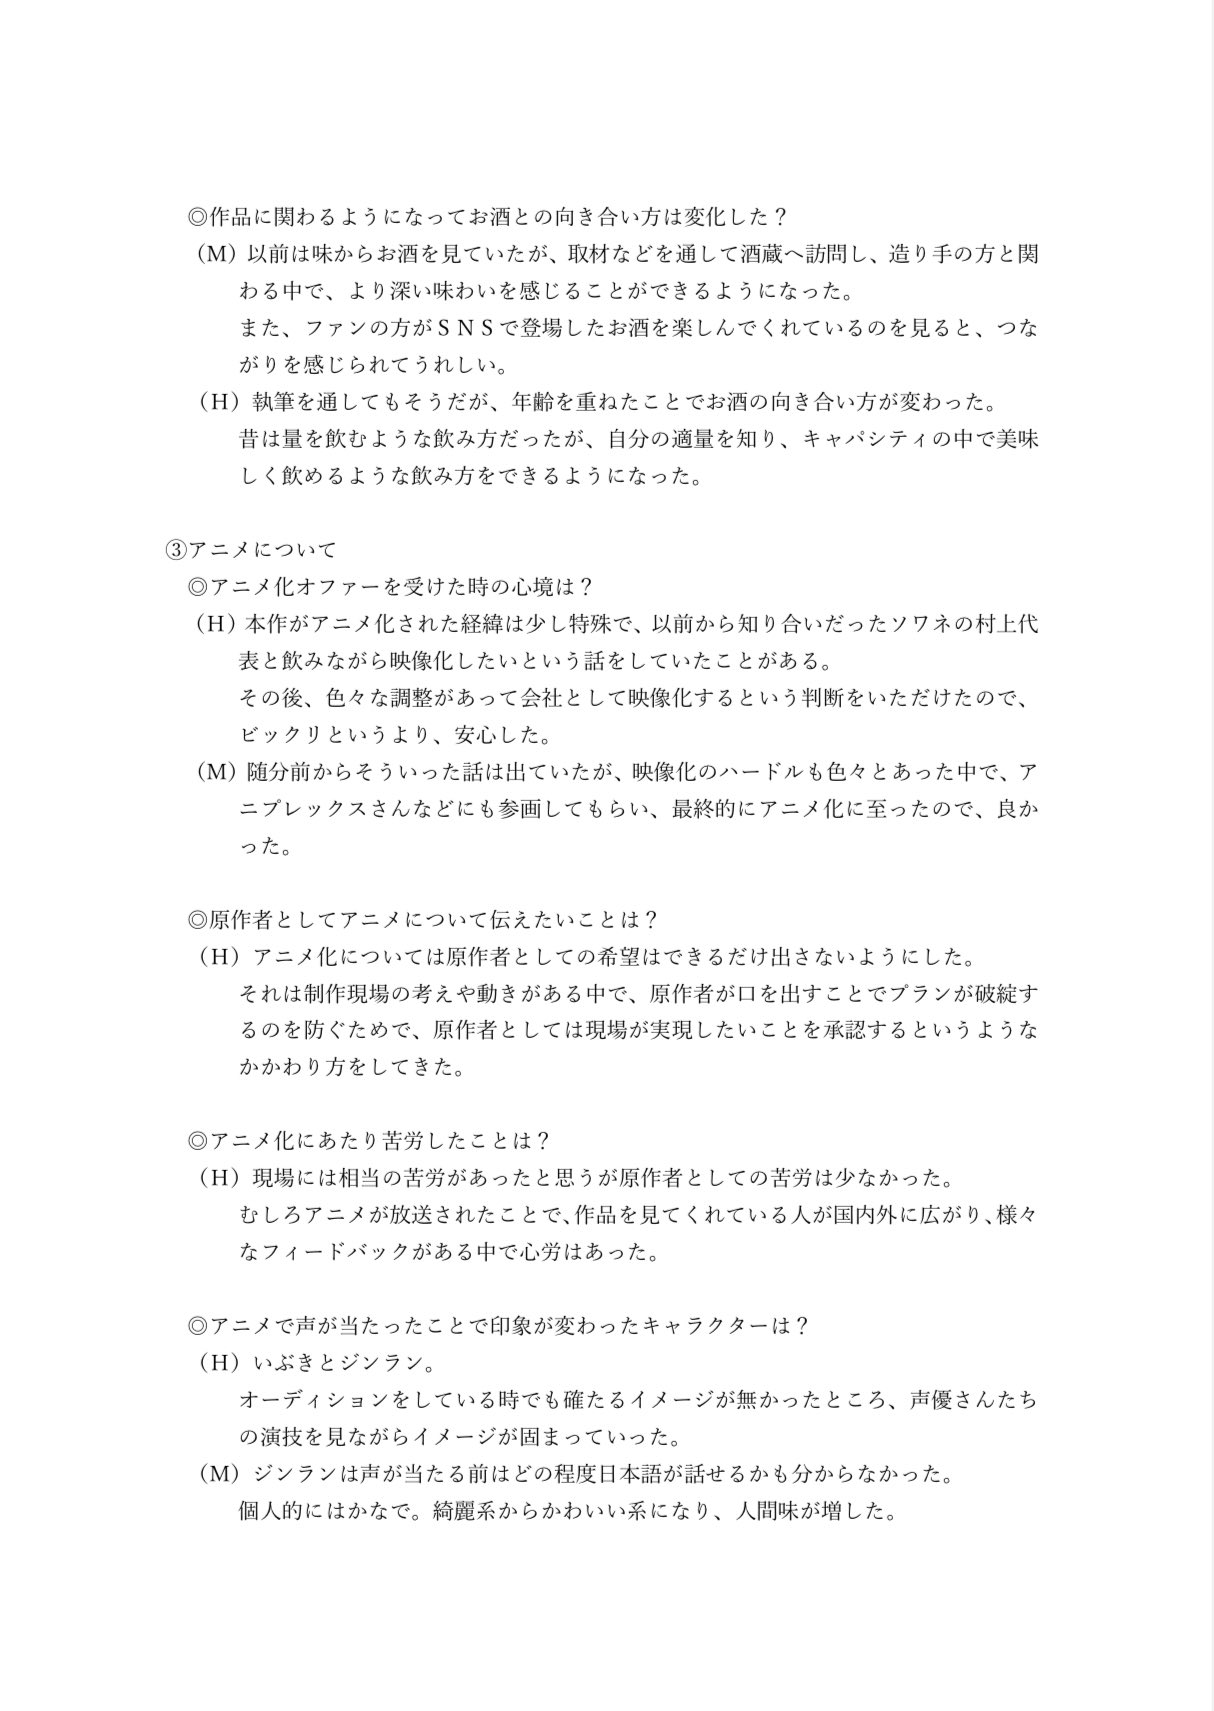 ◎作品に関わるようになってお酒との向き合い方は変化した？
（M）以前は味からお酒を見ていたが、取材などを通して酒蔵へ訪問し、造り手の方と関
わる中で、より深い味わいを感じることができるようになった。
また、ファンの方がＳＮＳで登場したお酒を楽しんでくれているのを見ると、つな
がりを感じられてうれしい。
（H）執筆を通してもそうだが、年齢を重ねたことでお酒の向き合い方が変わった。
昔は量を飲むような飲み方だったが、自分の適量を知り、キャパシティの中で美味
しく飲めるような飲み方をできるようになった。
③アニメについて
◎アニメ化オファーを受けた時の心境は？
（H）本作がアニメ化された経緯は少し特殊で、以前から知り合いだったソワネの村上代
表と飲みながら映像化したいという話をしていたことがある。
その後、色々な調整があって会社として映像化するという判断をいただけたので、
ビックリというより、安心した。
（M）随分前からそういった話は出ていたが、映像化のハードルも色々とあった中で、ア
ニプレックスさんなどにも参画してもらい、最終的にアニメ化に至ったので、良か
った。
◎原作者としてアニメについて伝えたいことは？
（H）アニメ化については原作者としての希望はできるだけ出さないようにした。
それは制作現場の考えや動きがある中で、原作者が口を出すことでプランが破綻す
るのを防ぐためで、原作者としては現場が実現したいことを承認するというような
かかわり方をしてきた。
◎アニメ化にあたり苦労したことは？
（H）現場には相当の苦労があったと思うが原作者としての苦労は少なかった。
むしろアニメが放送されたことで、作品を見てくれている人が国内外に広がり、様々
なフィードバックがある中で心労はあった。
◎アニメで声が当たったことで印象が変わったキャラクターは？
（H）いぶきとジンラン。
オーディションをしている時でも確たるイメージが無かったところ、声優さんたち
の演技を見ながらイメージが固まっていった。
（M）ジンランは声が当たる前はどの程度日本語が話せるかも分からなかった。
個人的にはかなで。綺麗系からかわいい系になり、人間味が増した。